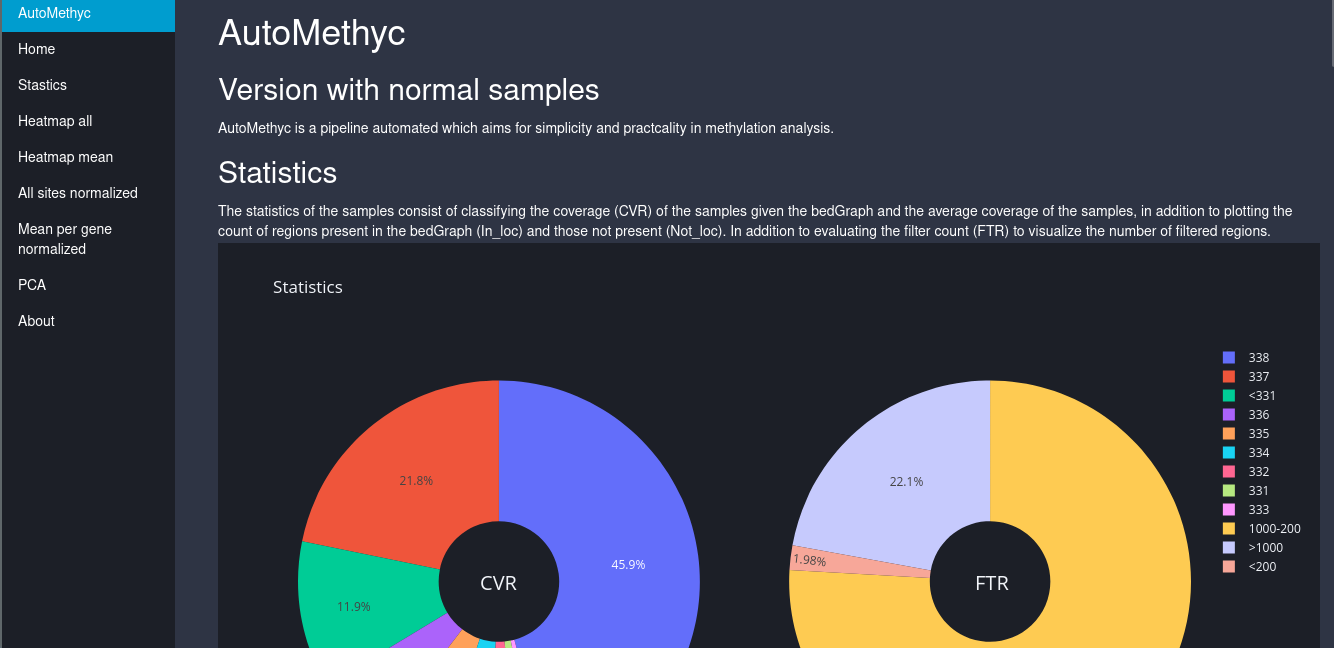 AutoMethyc
Home
Stastics
Heatmap all
Heatmap mean
All sites normalized
Mean per gene
normalized
PCA
About
AutoMethyc
Version with normal samples
AutoMethyc is a pipeline automated which aims for simplicity and practcality in methylation analysis.
Statistics
The statistics of the samples consist of classifying the coverage (CVR) of the samples given the bedGraph and the average coverage of the samples, in addition to plotting the
count of regions present in the bedGraph (In_loc) and those not present (Not_loc). In addition to evaluating the filter count (FTR) to visualize the number of filtered regions.
Statistics
21.8%
45.9%
11.9%
CVR
22.1%
1.98%
FTR
338
337
<331
336
335
334
332
331
333
1000-200
>1000
<200